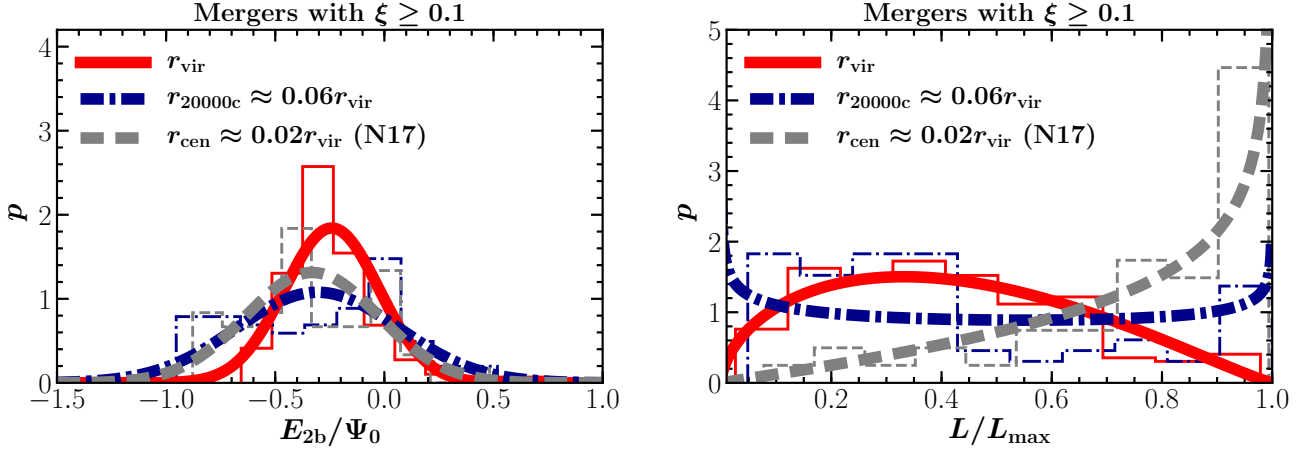 Mergers with ξ ≥ 0.1
4
3
2
1
0
p
r_vir
r_20000c ≈ 0.06r_vir
r_cen ≈ 0.02r_vir (N17)
−1.5 −1.0 −0.5 0.0 0.5 1.0
E_2b/Ψ_0
Mergers with ξ ≥ 0.1
5
4
3
2
1
0
p
r_vir
r_20000c ≈ 0.06r_vir
r_cen ≈ 0.02r_vir (N17)
0.2 0.4 0.6 0.8 1.0
L/L_max